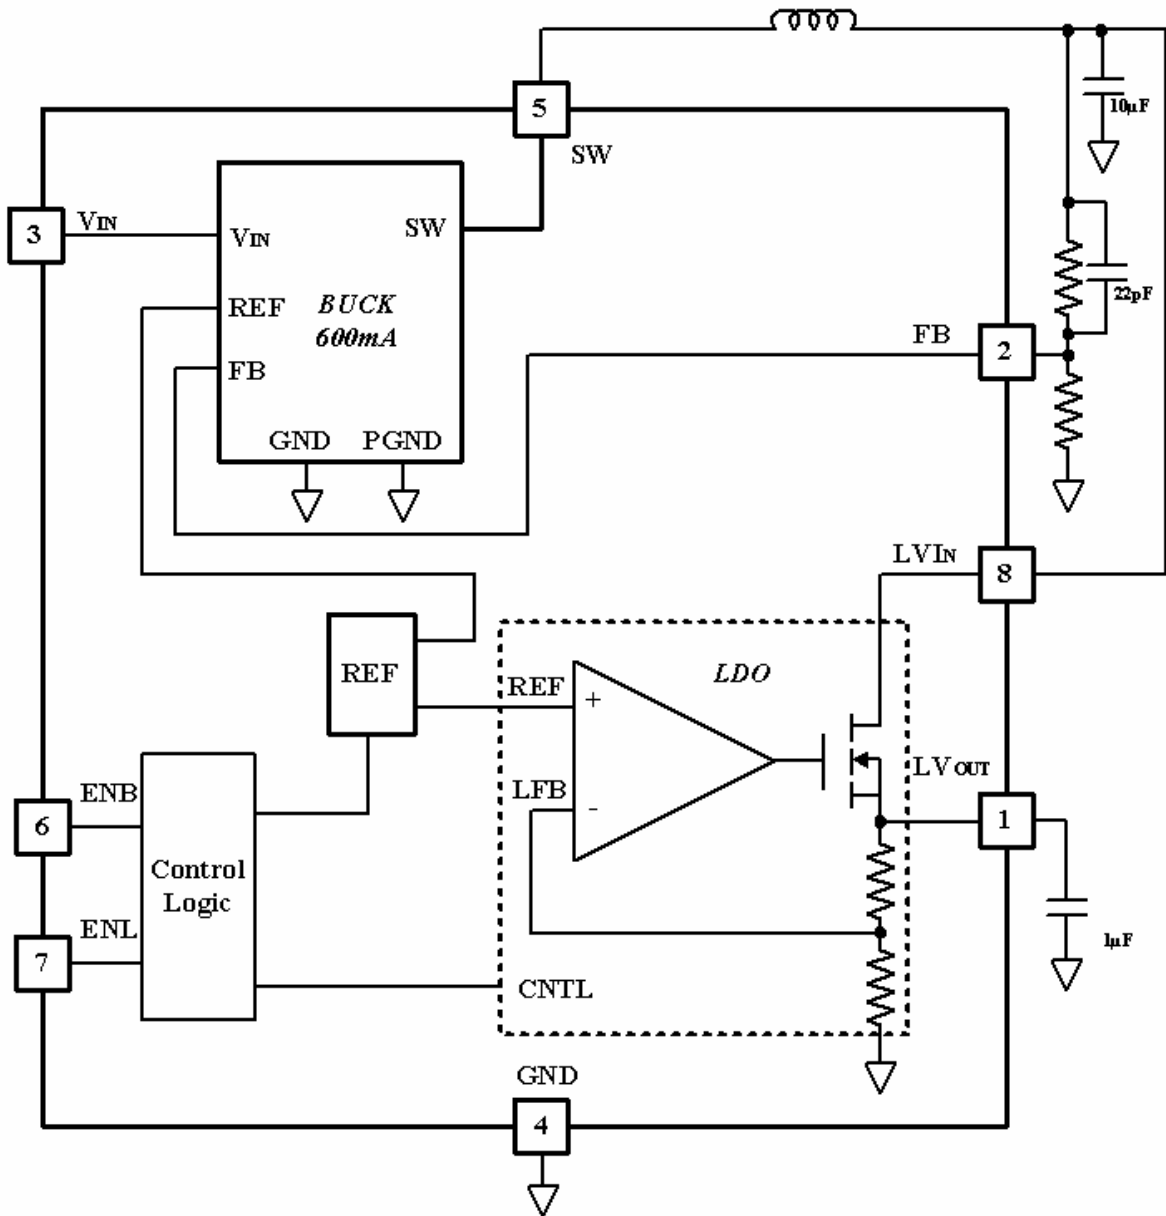 10µF
5
SW
3
VIN
VIN
SW
REF
BUCK
600mA
22pF
FB
FB
2
GND
PGND
LVIN
8
REF
REF
LDO
+
ENB
LFB
-
LVOUT
6
1
Control
Logic
ENL
7
1µF
CNTL
GND
4